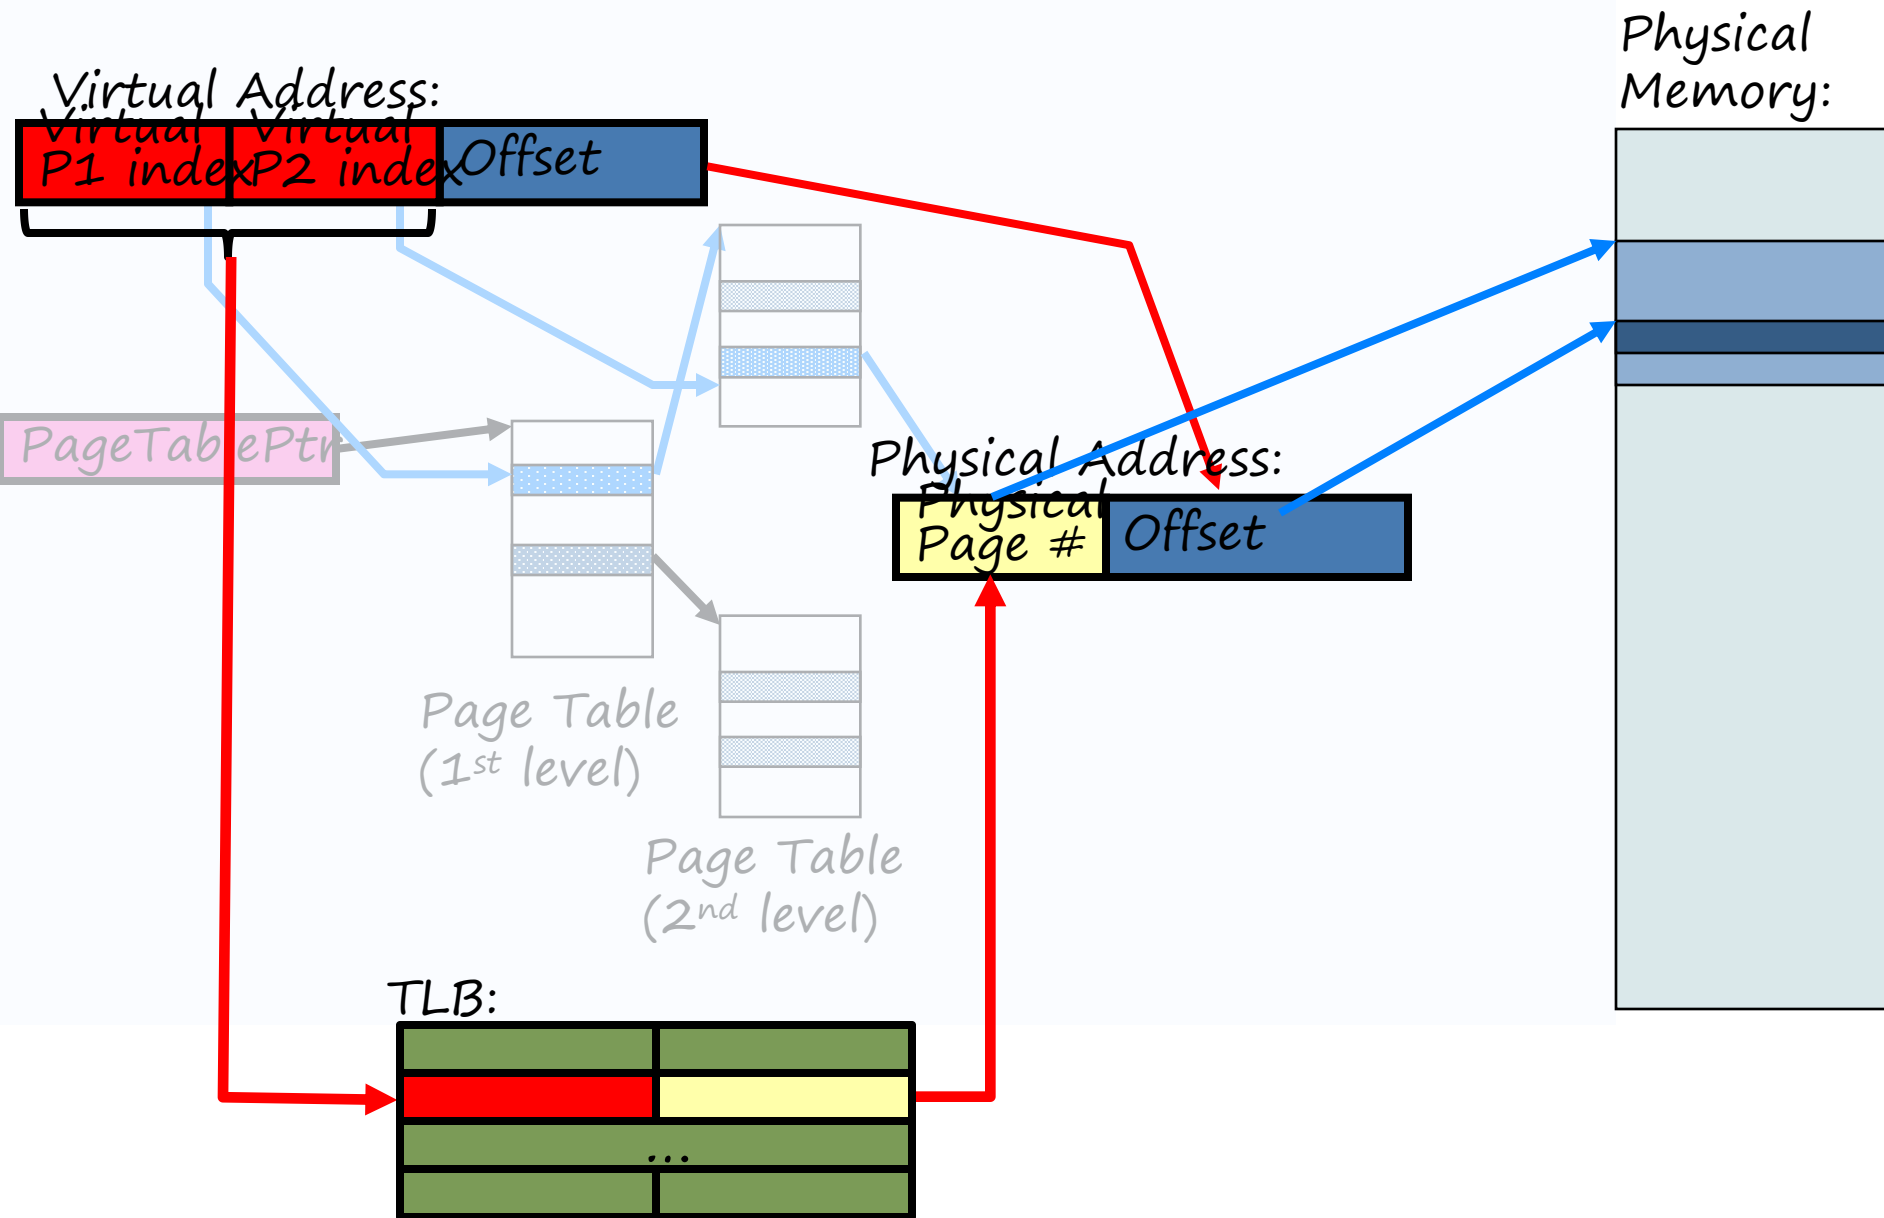 Physical
Memory:
Virtual Address:
Virtual
P1 index
Virtual
P2 index
Offset
PageTablePtr
Physical Address:
Physical
Page #
Offset
Page Table
(1st level)
Page Table
(2nd level)
TLB:
...